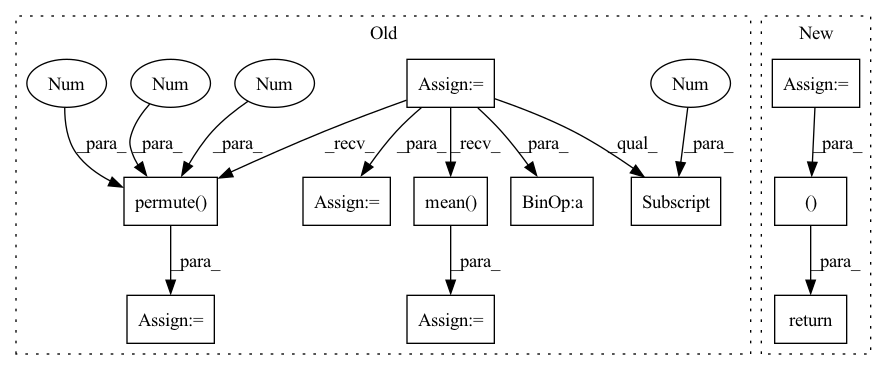 Old
New
Num
Num
Num
Assign:=
Num
Assign:=
_para_
_para_
_para_
_recv_
_para_
_recv_
_para_
_qual_
_para_
_para_
permute()
Assign:=
mean()
BinOp:a
Subscript
()
_para_
_para_
_para_
Assign:=
Assign:=
return